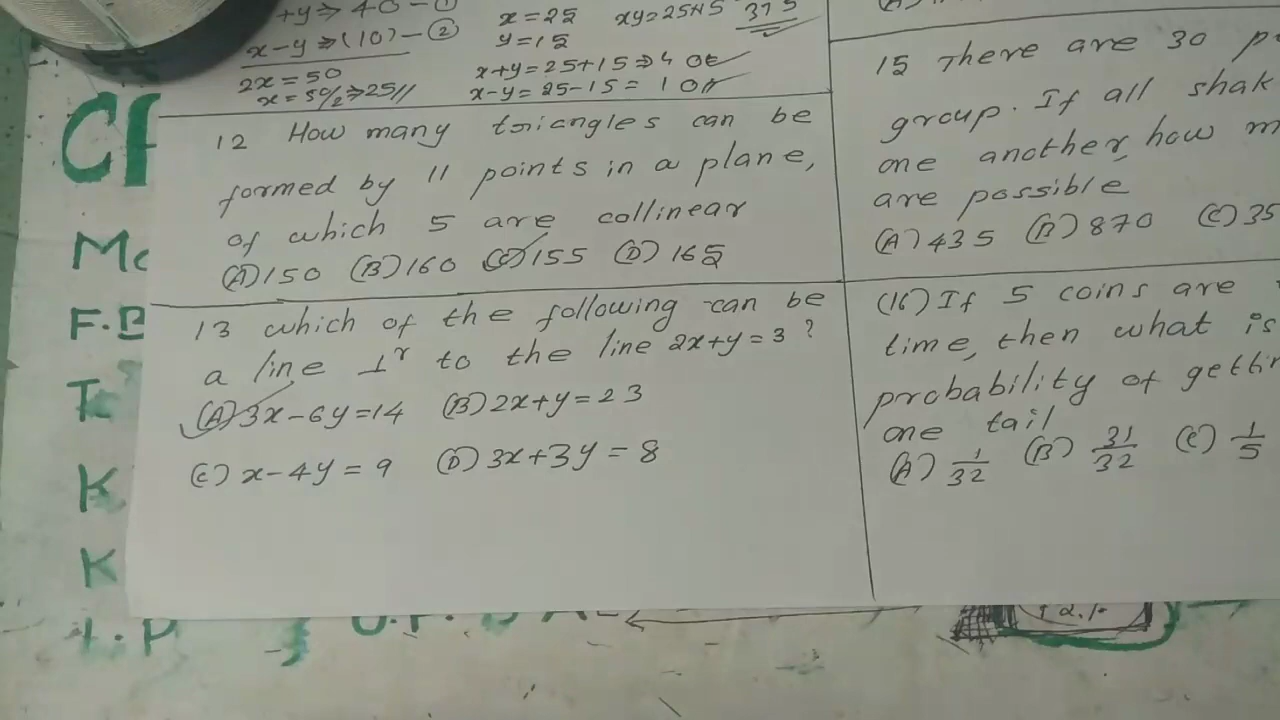 +y ⇒ 40 - ①
x-y ⇒ (10) - ②
2x = 50
x = 50/2 ⇒ 25//
x = 25 xy = 25×15 375
y = 15
x+y = 25+15 ⇒ 40
x-y = 25-15 = 10
12 How many triangles can be
formed by 11 points in a plane,
of which 5 are collinear
(A) 150 (B) 160 (C) 155 (D) 165
13 which of the following can be
a line ⊥r to the line 2x+y=3 ?
(A) 3x-6y=14 (B) 2x+y=23
(C) x-4y=9 (D) 3x+3y=8
15 There are 30 p
group. If all shak
one another, how m
are possible
(A) 435 (B) 870 (C) 35
(16) If 5 coins are
time, then what is
probability of getti
one tail
(A) 1/32 (B) 31/32 (C) 1/5
CH
Mo
F.B
T
K
K
L.P